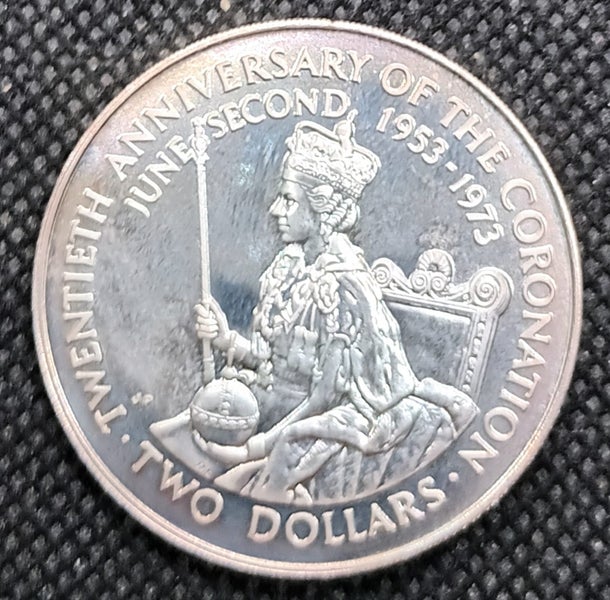 TWENTIETH ANNIVERSARY OF THE CORONATION
JUNE SECOND 1953-1973
· TWO DOLLARS ·